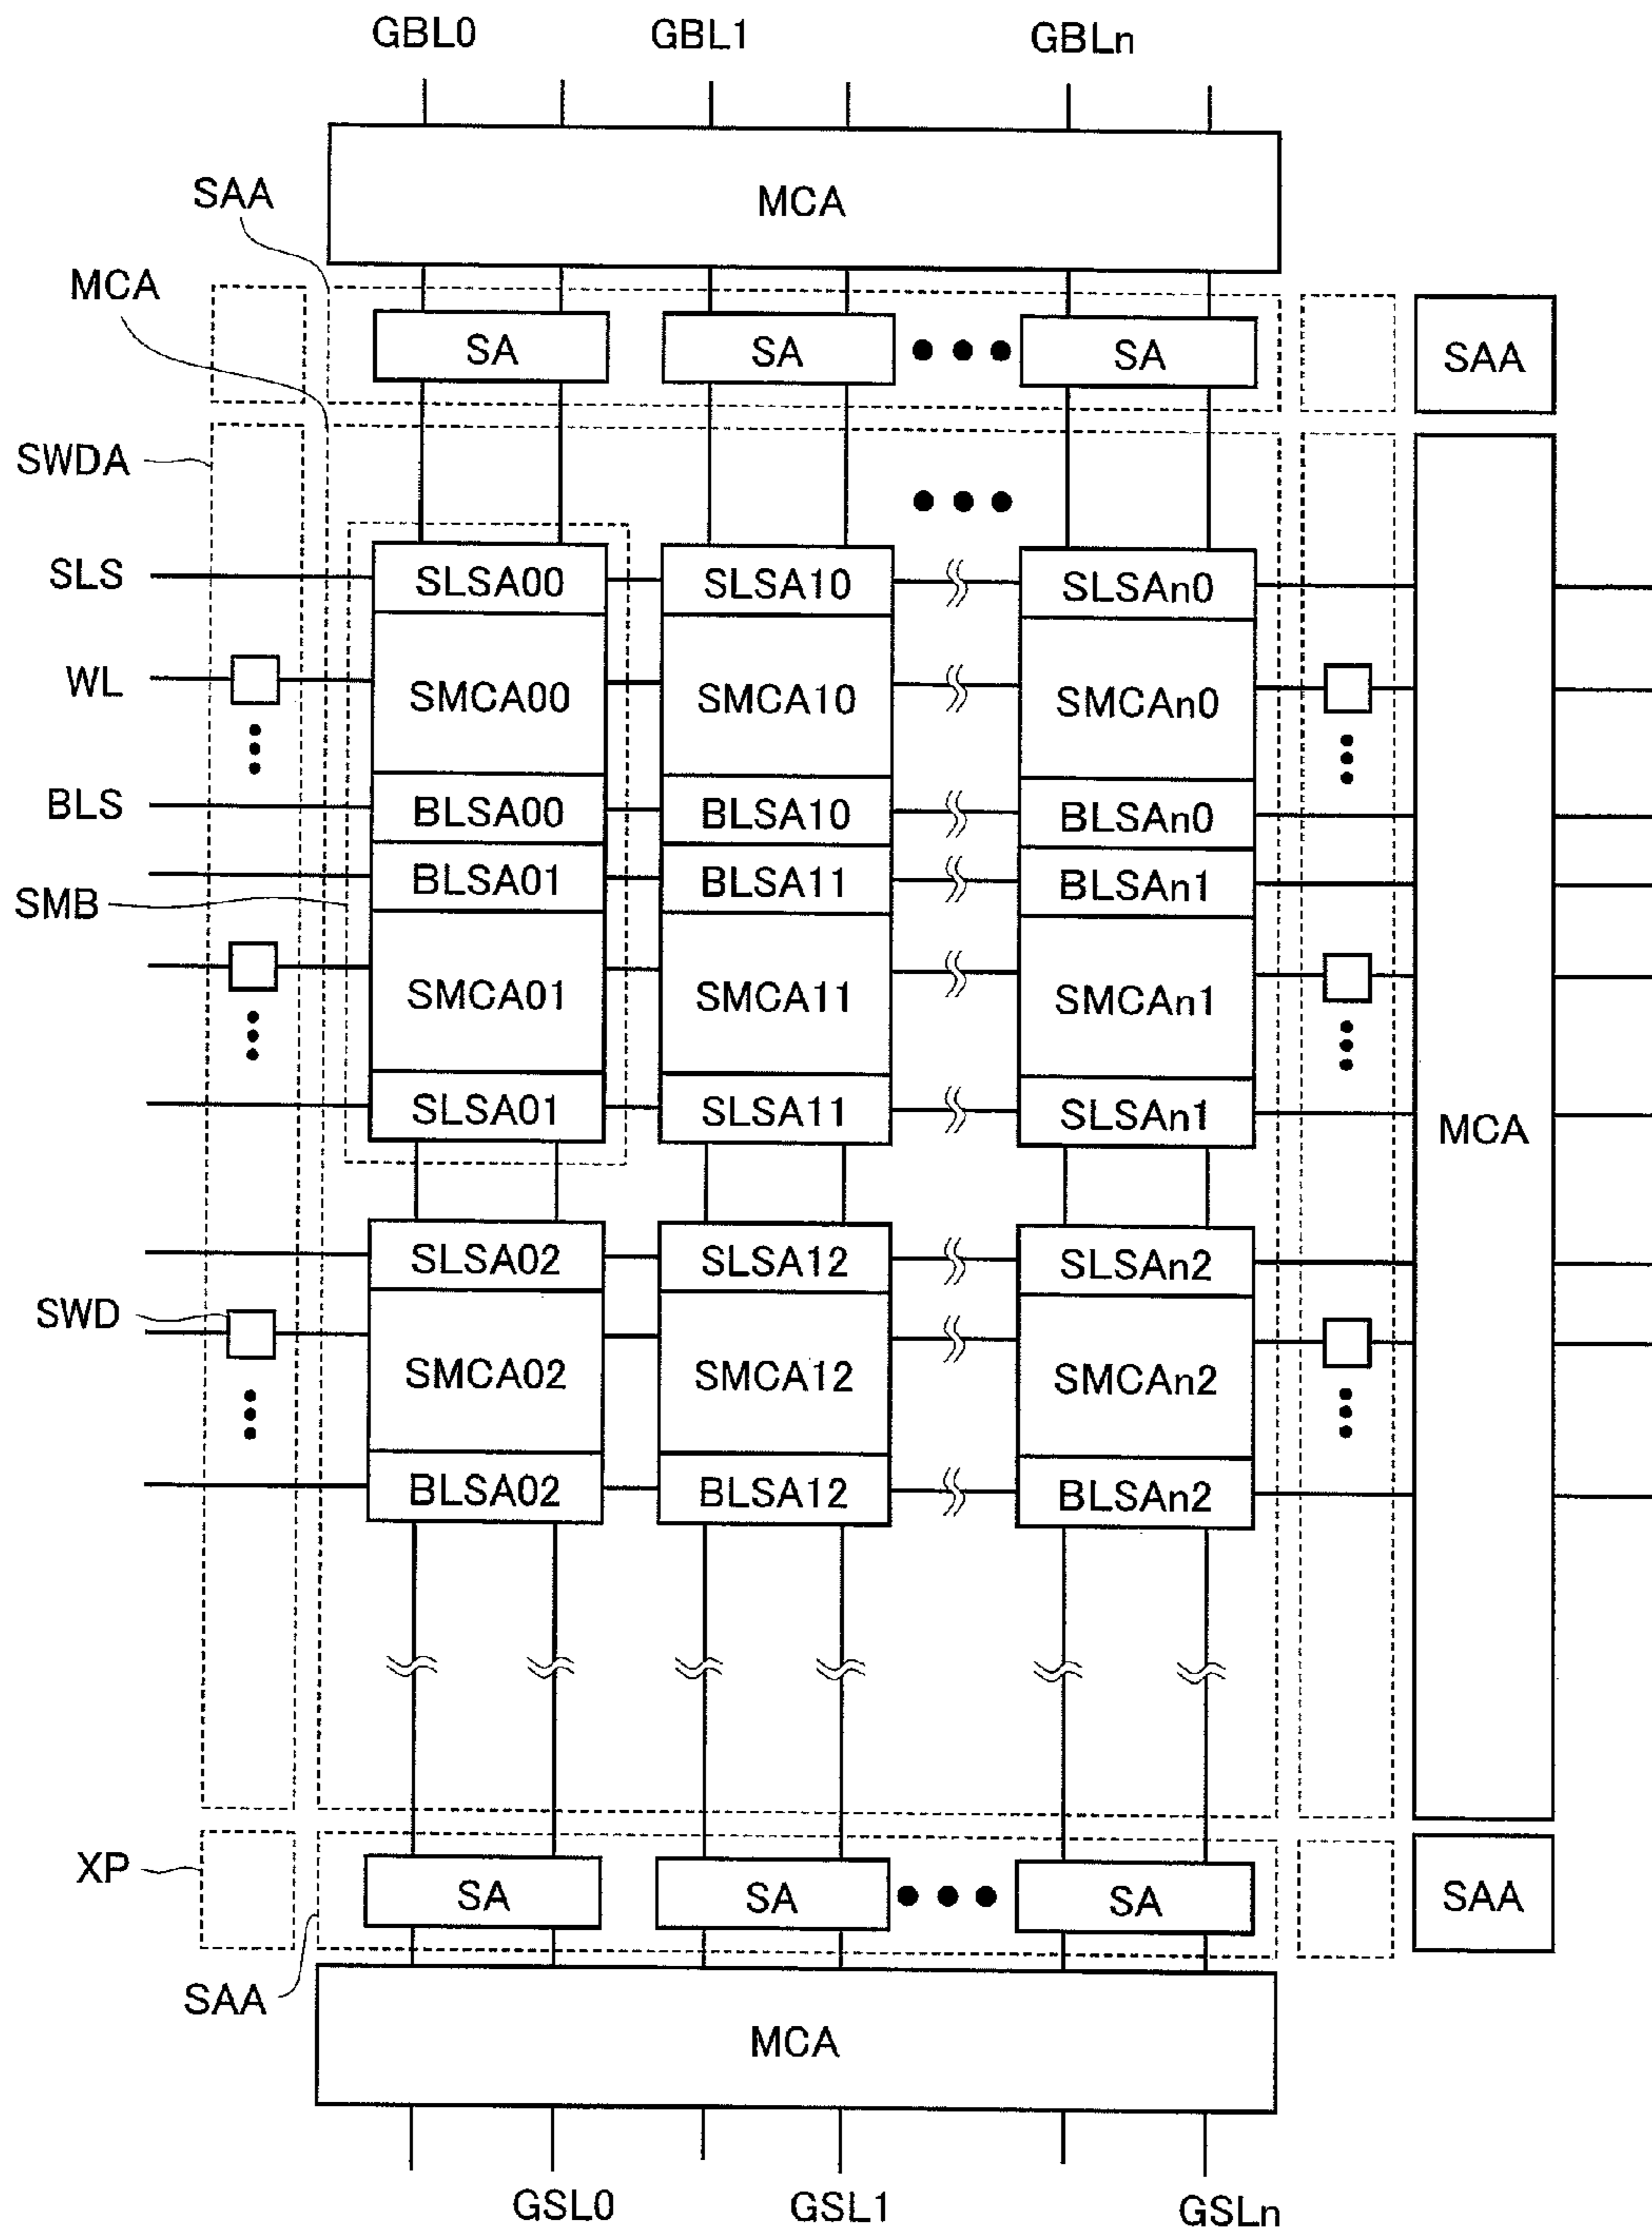 GBL0 GBL1 GBLn
MCA
SAA
MCA
SA SA SA SAA
SWDA
SLS SLSA00 SLSA10 SLSAn0
WL SMCA00 SMCA10 SMCAn0
BLS BLSA00 BLSA10 BLSAn0
BLSA01 BLSA11 BLSAn1
SMB
SMCA01 SMCA11 SMCAn1
SLSA01 SLSA11 SLSAn1
MCA
SLSA02 SLSA12 SLSAn2
SWD
SMCA02 SMCA12 SMCAn2
BLSA02 BLSA12 BLSAn2
XP SA SA SA SAA
SAA
MCA
GSL0 GSL1 GSLn